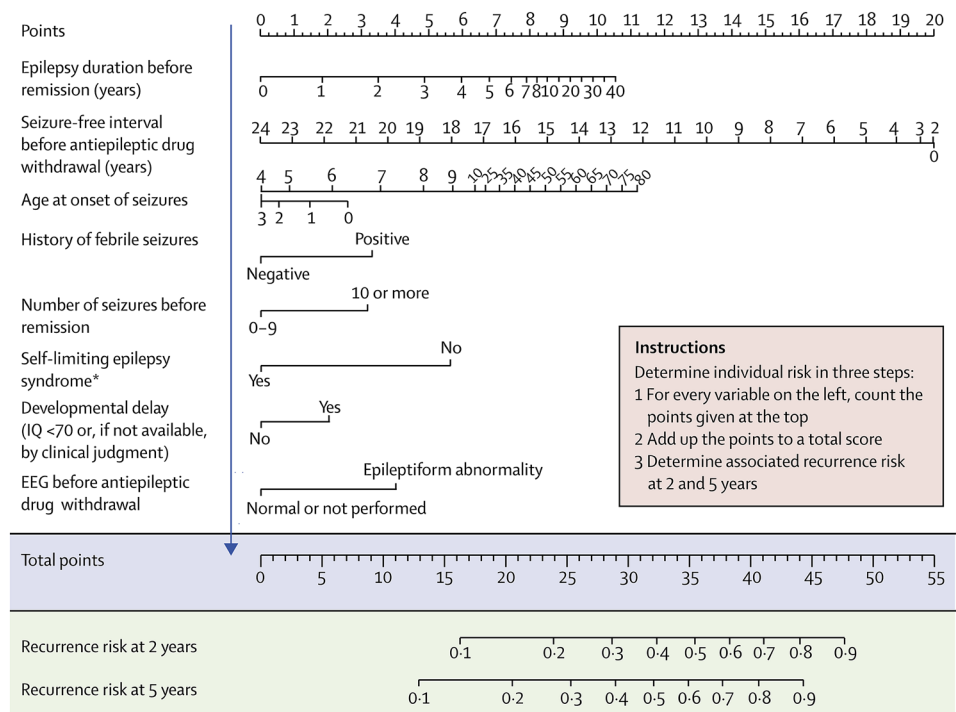 Points
0 1 2 3 4 5 6 7 8 9 10 11 12 13 14 15 16 17 18 19 20
Epilepsy duration before
remission (years)
0 1 2 3 4 5 6 7 8 10 20 30 40
Seizure-free interval
before antiepileptic drug
withdrawal (years)
24 23 22 21 20 19 18 17 16 15 14 13 12 11 10 9 8 7 6 5 4 3 2
0
Age at onset of seizures
4 5 6 7 8 9 10 25 35 40 45 50 55 60 65 70 75 80
3 2 1 0
History of febrile seizures
Positive
Negative
Number of seizures before
remission
10 or more
0–9
Self-limiting epilepsy
syndrome*
No
Yes
Developmental delay
(IQ <70 or, if not available,
by clinical judgment)
Yes
No
EEG before antiepileptic
drug withdrawal
Epileptiform abnormality
Normal or not performed
Instructions
Determine individual risk in three steps:
1 For every variable on the left, count the
points given at the top
2 Add up the points to a total score
3 Determine associated recurrence risk
at 2 and 5 years
Total points
0 5 10 15 20 25 30 35 40 45 50 55
Recurrence risk at 2 years
0·1 0·2 0·3 0·4 0·5 0·6 0·7 0·8 0·9
Recurrence risk at 5 years
0·1 0·2 0·3 0·4 0·5 0·6 0·7 0·8 0·9